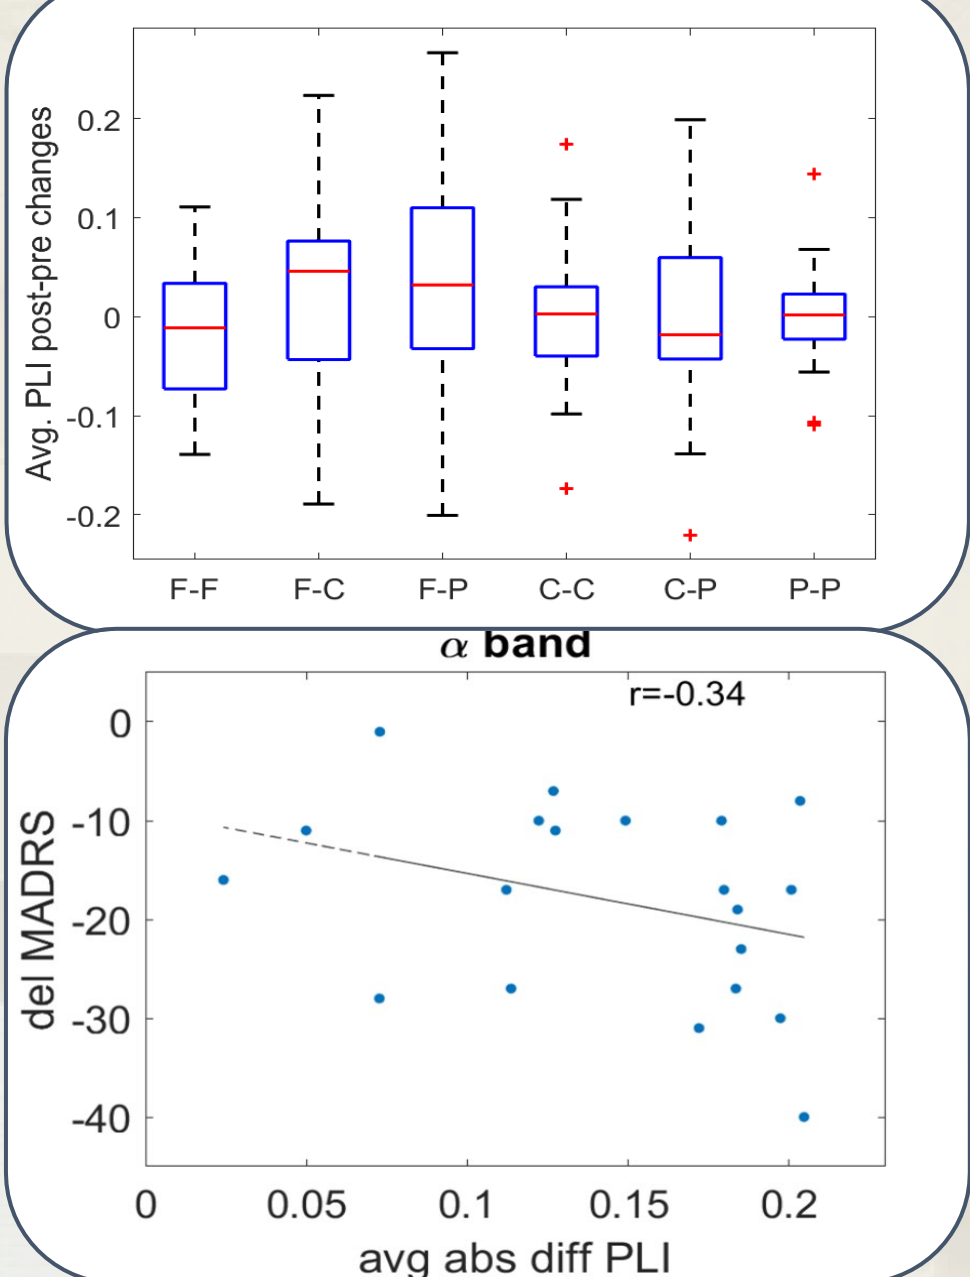 Avg. PLI post-pre changes
0.2
0.1
0
-0.1
-0.2
F-F F-C F-P C-C C-P P-P
α band
r=-0.34
del MADRS
0
-10
-20
-30
-40
0 0.05 0.1 0.15 0.2
avg abs diff PLI